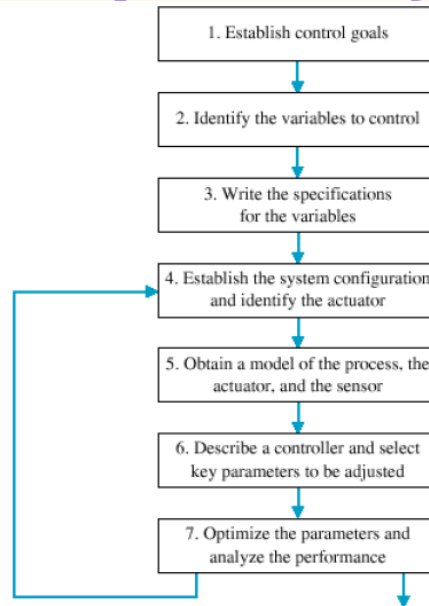 1. Establish control goals
2. Identify the variables to control
3. Write the specifications
for the variables
4. Establish the system configuration
and identify the actuator
5. Obtain a model of the process, the
actuator, and the sensor
6. Describe a controller and select
key parameters to be adjusted
7. Optimize the parameters and
analyze the performance